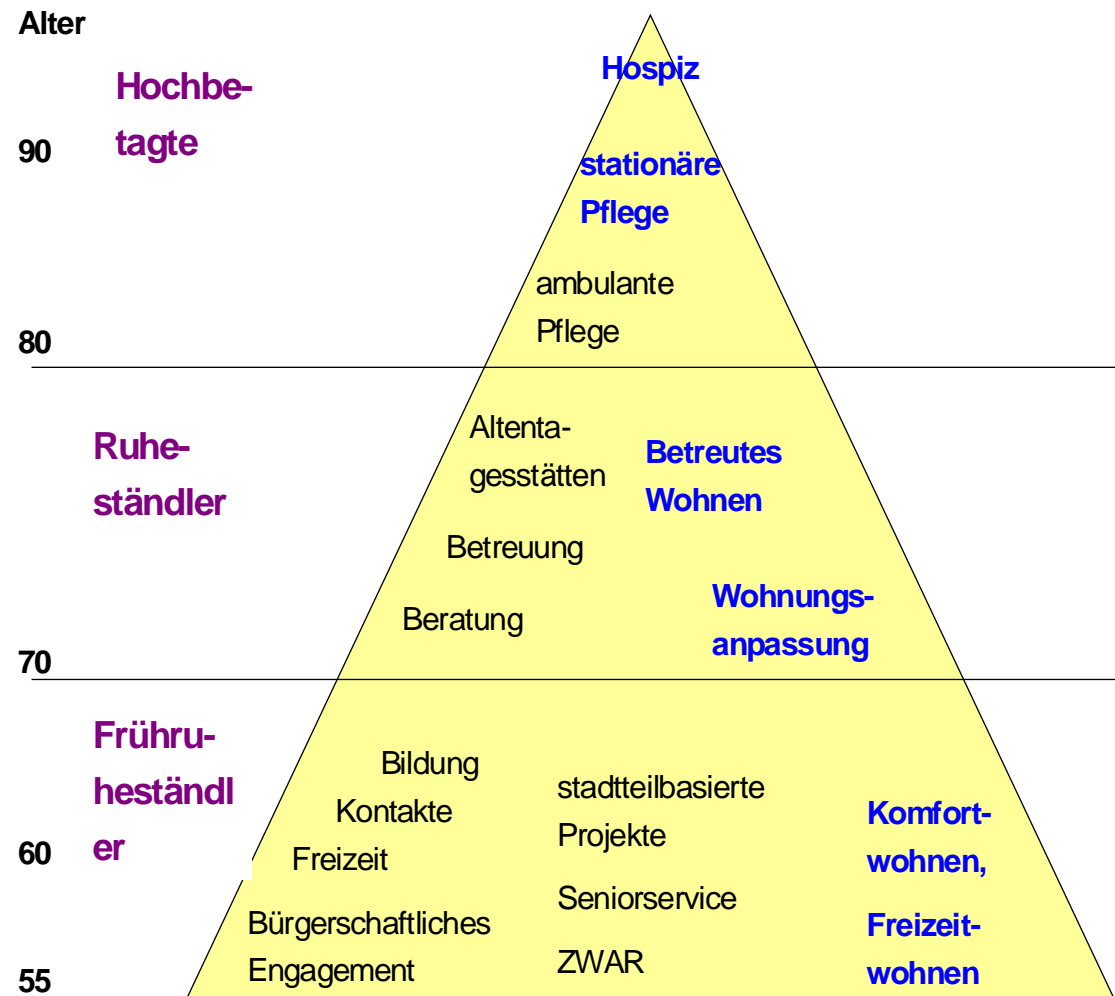 Alter
Hospiz
Hochbe-
tagte
90
stationäre
Pflege
ambulante
Pflege
80
Altenta-
gesstätten
Ruhe-
ständler
Betreutes
Wohnen
Betreuung
Wohnungs-
anpassung
Beratung
70
Frühru-
heständl
er
Bildung
Kontakte
Freizeit
stadtteilbasierte
Projekte
Komfort-
wohnen,
60
Seniorservice
Bürgerschaftliches
Engagement
ZWAR
Freizeit-
wohnen
55